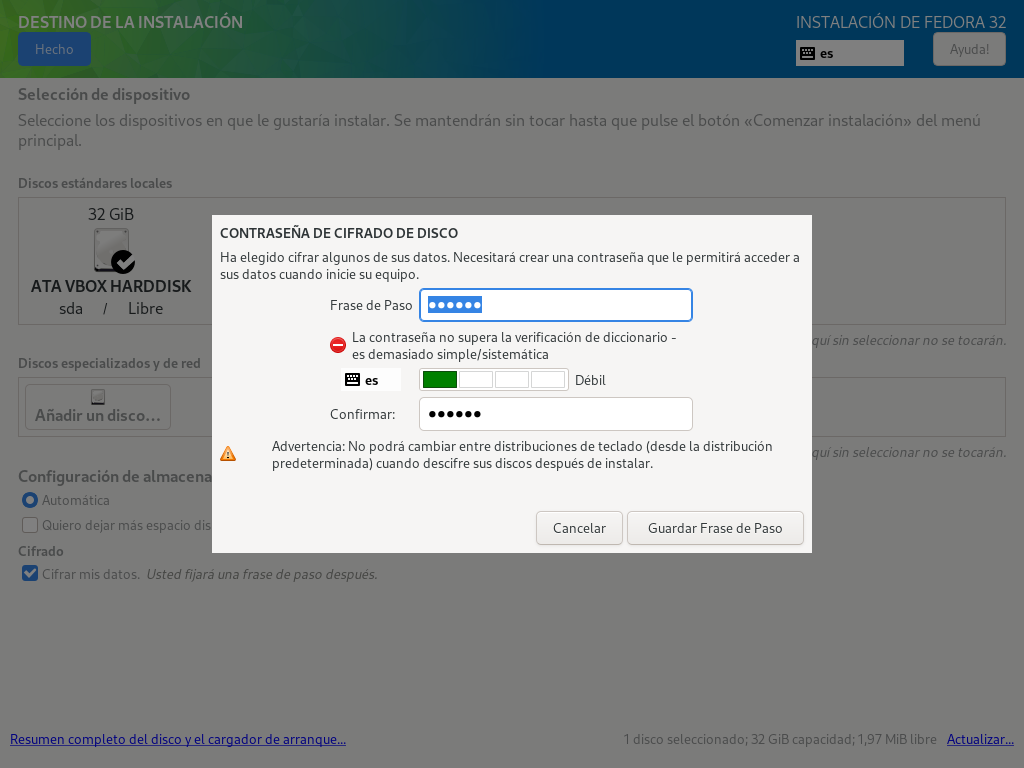 DESTINO DE LA INSTALACIÓN
INSTALACIÓN DE FEDORA 32
Hecho
es
Ayuda!
Selección de dispositivo
Seleccione los dispositivos en que le gustaría instalar. Se mantendrán sin tocar hasta que pulse el botón «Comenzar instalación» del menú
principal.
Discos estándares locales
32 GiB
ATA VBOX HARDDISK
sda / Libre
aquí sin seleccionar no se tocarán.
Discos especializados y de red
Añadir un disco...
aquí sin seleccionar no se tocarán.
Configuración de almacena
Automática
Quiero dejar más espacio dis
Cifrado
Cifrar mis datos. Usted fijará una frase de paso después.
CONTRASEÑA DE CIFRADO DE DISCO
Ha elegido cifrar algunos de sus datos. Necesitará crear una contraseña que le permitirá acceder a
sus datos cuando inicie su equipo.
Frase de Paso ●●●●●●
La contraseña no supera la verificación de diccionario -
es demasiado simple/sistemática
es
Débil
Confirmar: ●●●●●●
Advertencia: No podrá cambiar entre distribuciones de teclado (desde la distribución
predeterminada) cuando descifre sus discos después de instalar.
Cancelar
Guardar Frase de Paso
Resumen completo del disco y el cargador de arranque...
1 disco seleccionado; 32 GiB capacidad; 1,97 MiB libre
Actualizar...